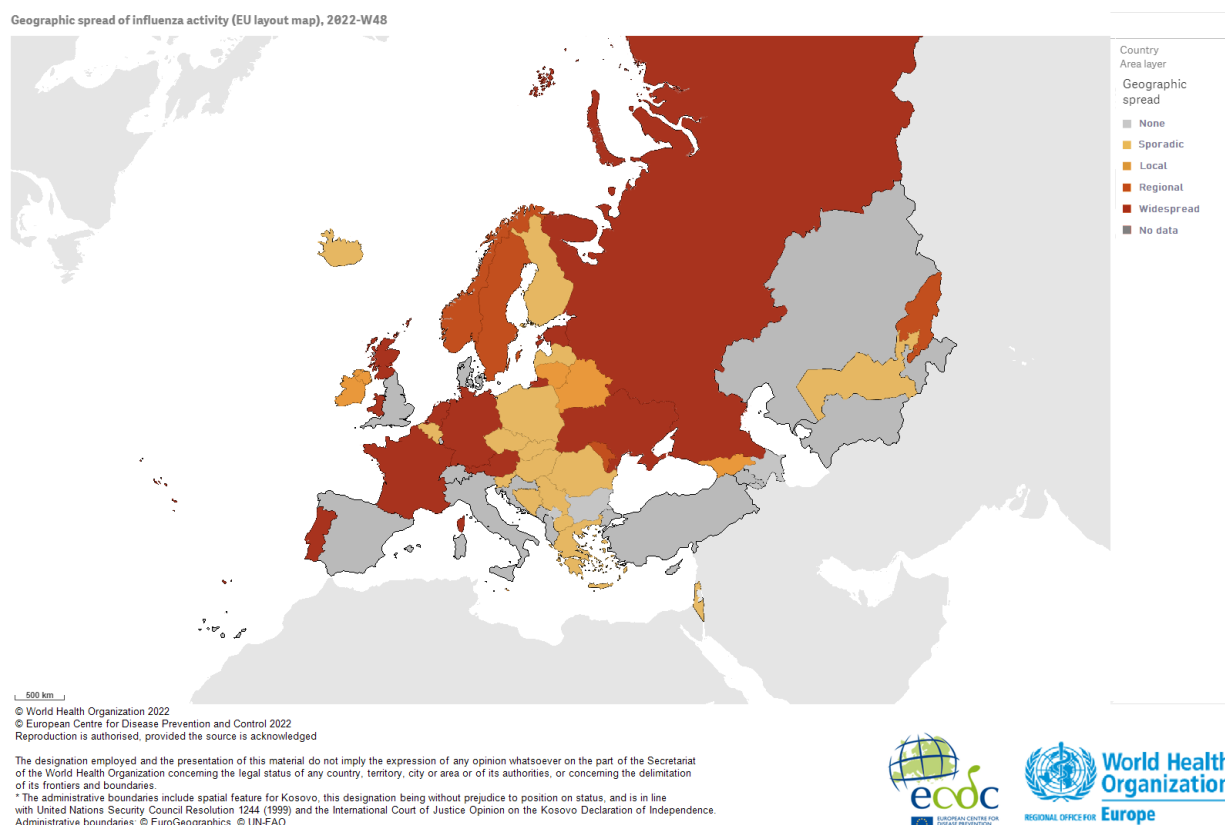 Geographic spread of influenza activity (EU layout map), 2022-W48
Country
Area layer
Geographic
spread
None
Sporadic
Local
Regional
Widespread
No data
500 km
© World Health Organization 2022
© European Centre for Disease Prevention and Control 2022
Reproduction is authorised, provided the source is acknowledged
The designation employed and the presentation of this material do not imply the expression of any opinion whatsoever on the part of the Secretariat
of the World Health Organization concerning the legal status of any country, territory, city or area or of its authorities, or concerning the delimitation
of its frontiers and boundaries.
* The administrative boundaries include spatial feature for Kosovo, this designation being without prejudice to position on status, and is in line
with United Nations Security Council Resolution 1244 (1999) and the International Court of Justice Opinion on the Kosovo Declaration of Independence.
Administrative boundaries: © EuroGeographics, © UN-FAO
ecdc
EUROPEAN CENTRE FOR
DISEASE PREVENTION
World Health
Organization
REGIONAL OFFICE FOR Europe